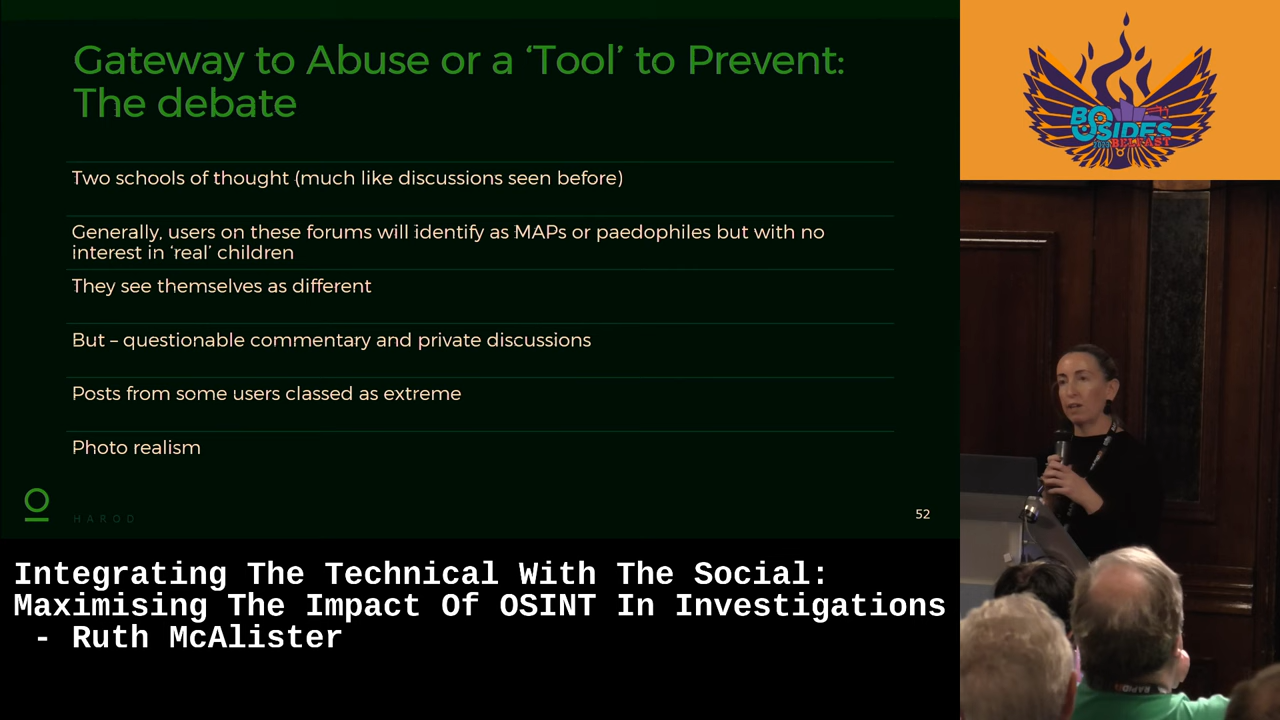 Gateway to Abuse or a ‘Tool’ to Prevent:
The debate
Two schools of thought (much like discussions seen before)
Generally, users on these forums will identify as MAPs or paedophiles but with no
interest in ‘real’ children
They see themselves as different
But – questionable commentary and private discussions
Posts from some users classed as extreme
Photo realism
HAROD
52
BSIDES
BELFAST
Integrating The Technical With The Social:
Maximising The Impact Of OSINT In Investigations
- Ruth McAlister